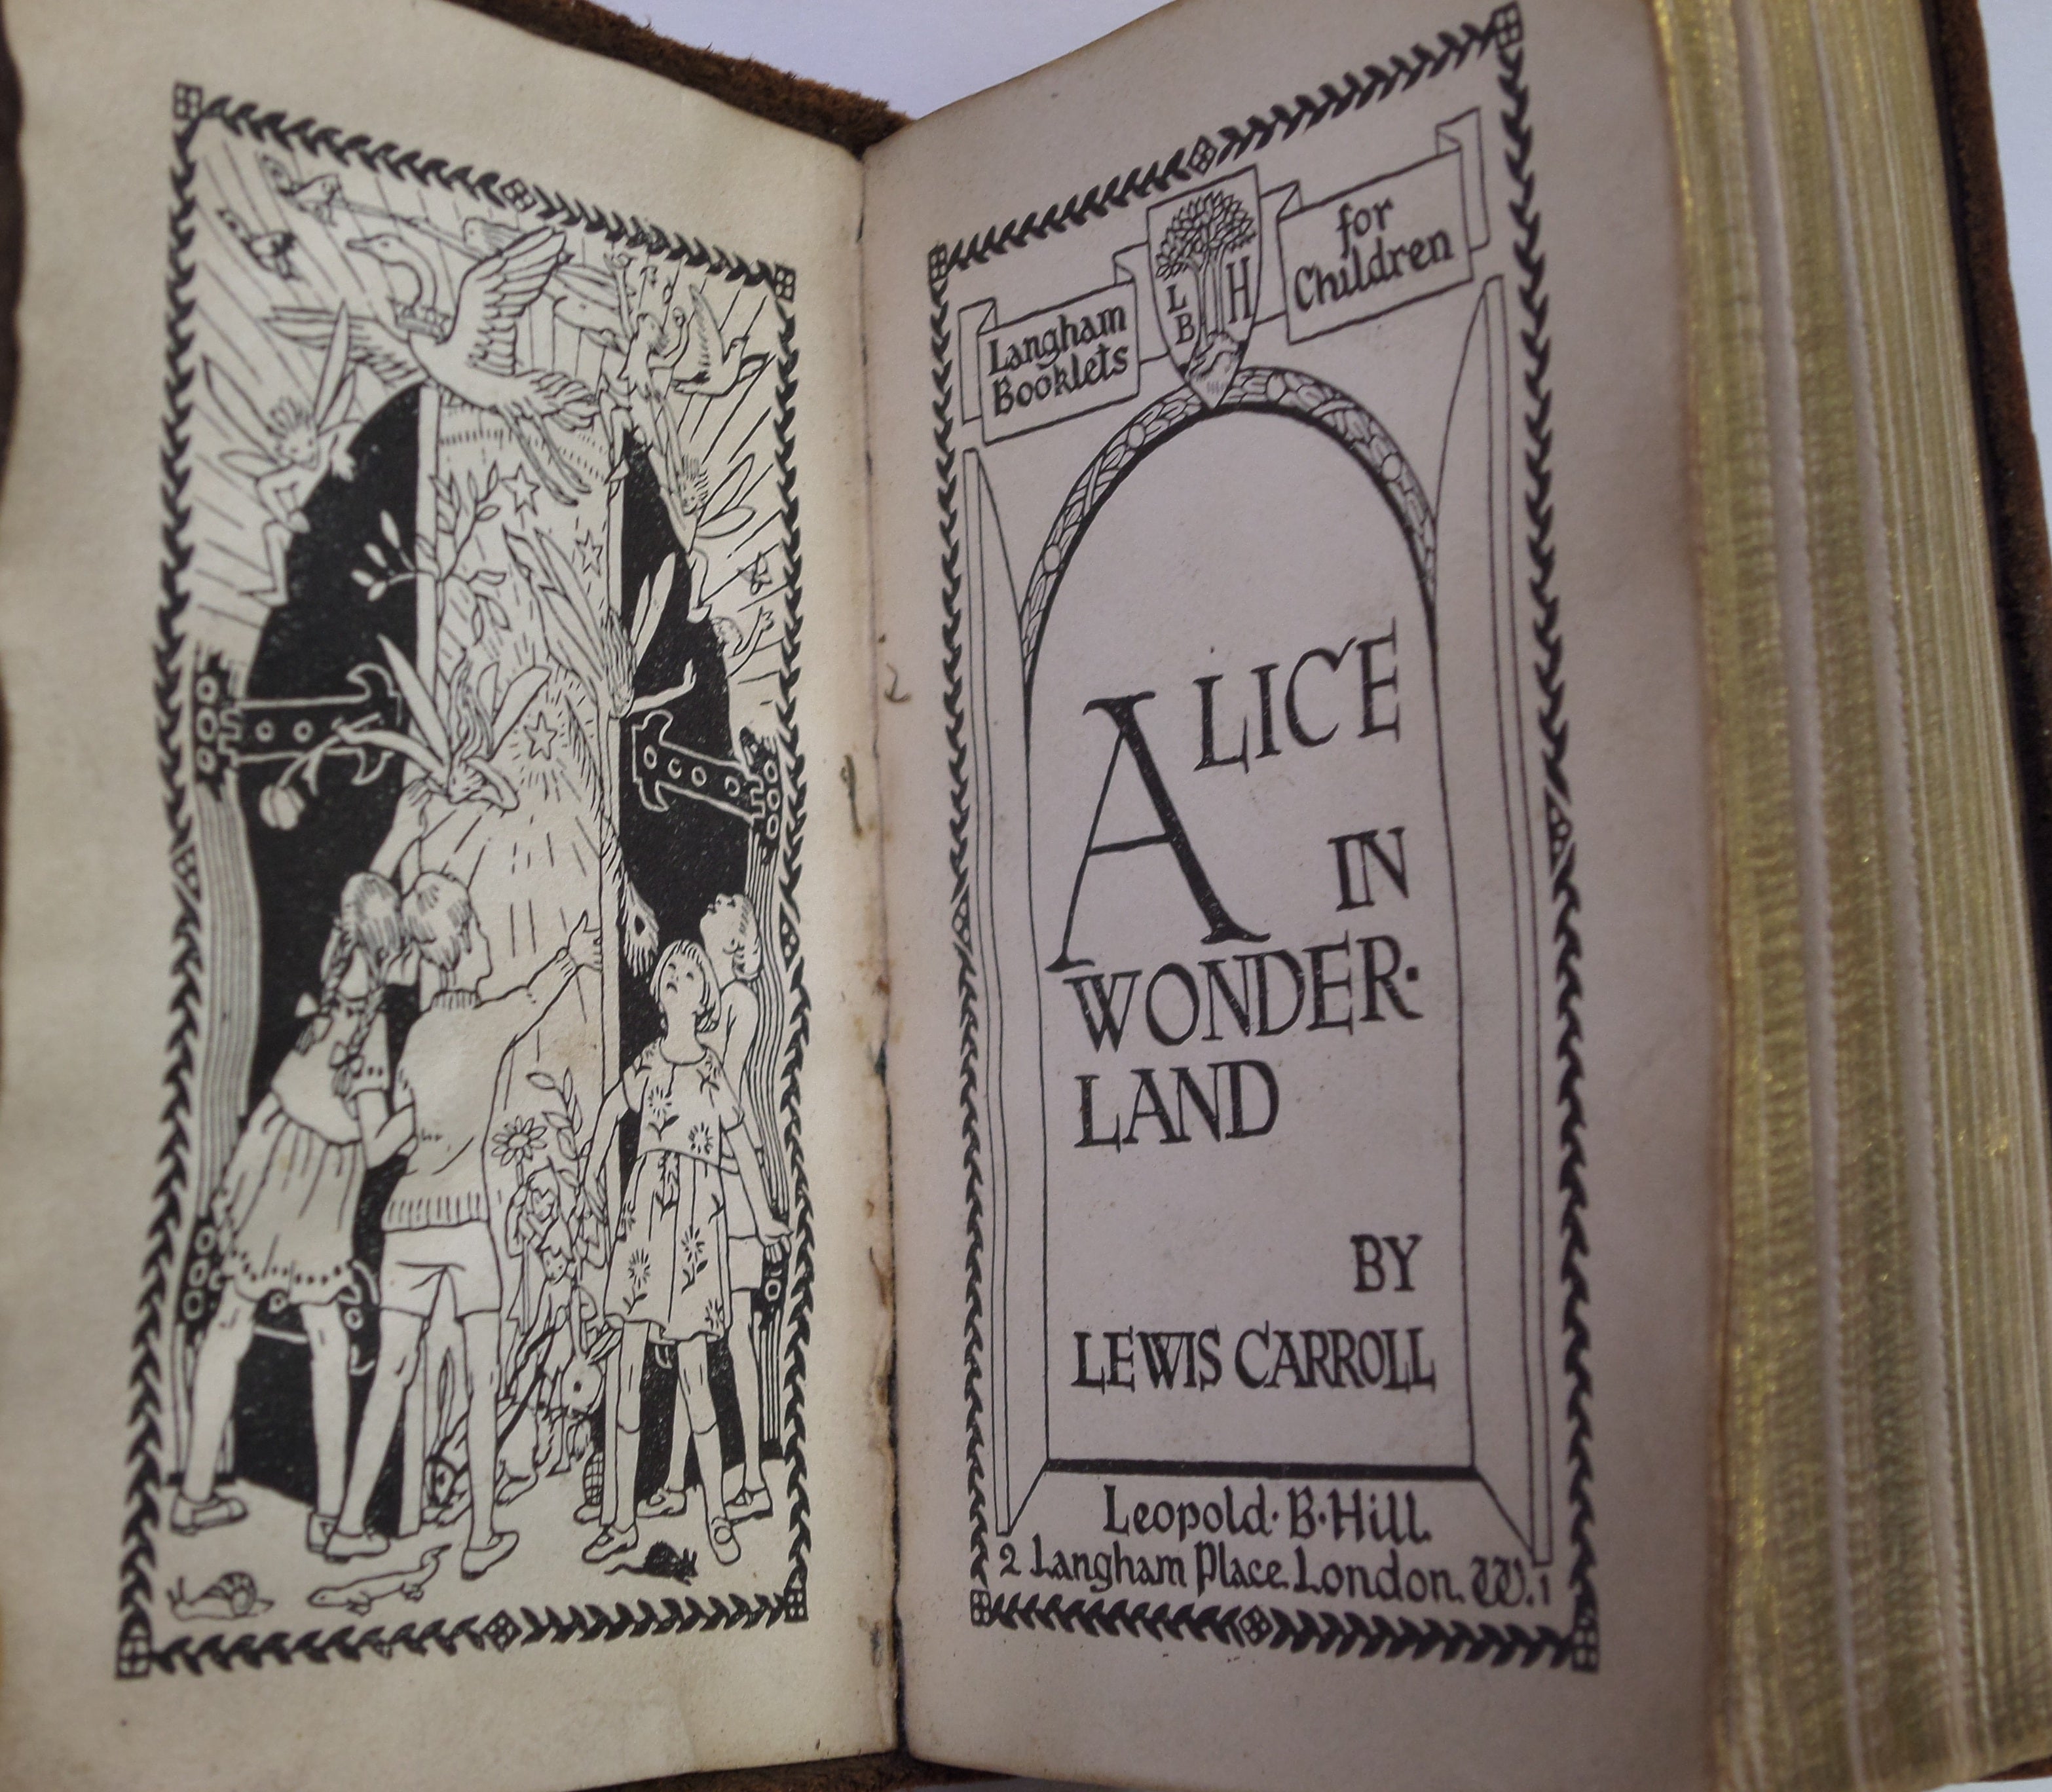 Langham
Booklets
L
B
H
for
Children
ALICE
IN
WONDER·
LAND
BY
LEWIS CARROLL
Leopold·B·Hill.
2 Langham Place. London. W.1